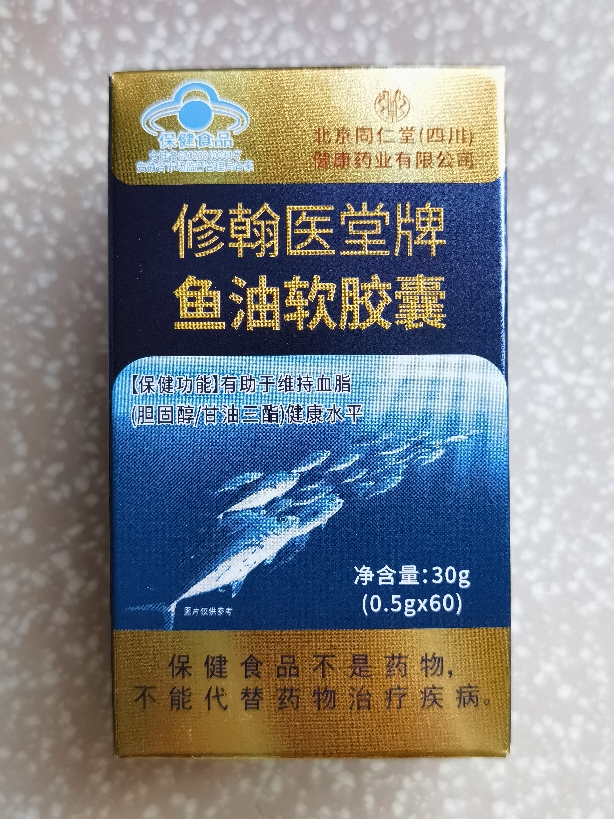 保健食品
北京同仁堂(四川)
健康药业有限公司
修翰医堂牌
鱼油软胶囊
【保健功能】有助于维持血脂
(胆固醇/甘油三酯)健康水平
净含量:30g
(0.5gx60)
图片仅供参考
保健食品不是药物,
不能代替药物治疗疾病。